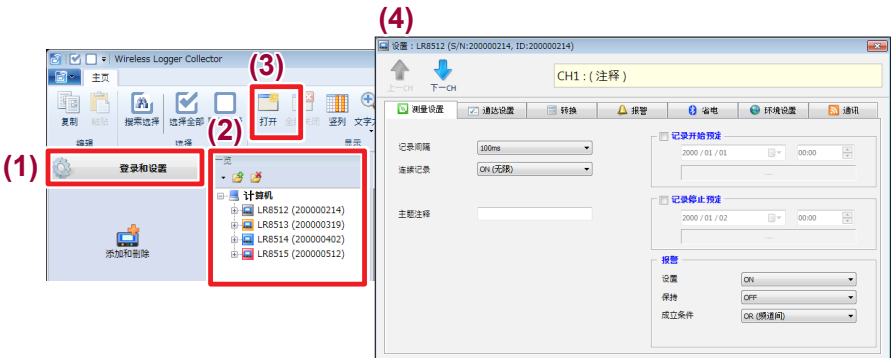 (4)
设置：LR8512 (S/N:200000214, ID:200000214)
上一CH
下一CH
CH1 : ( 注释 )
测量设置
通达设置
转换
报警
省电
环境设置
通讯
记录间隔
100ms
连续记录
ON (无限)
主题注释
记录开始预定
2000 / 01 / 01
00:00
...
记录停止预定
2000 / 01 / 02
00:00
...
报警
设置
ON
保持
OFF
成立条件
OR (频道间)
(3)
Wireless Logger Collector
主页
复制
粘贴
搜索选择
选择全部
打开
竖列
编辑
选择
显示
(2)
(1)
登录和设置
添加和删除
一览
计算机
LR8512 (200000214)
LR8513 (200000319)
LR8514 (200000402)
LR8515 (200000512)